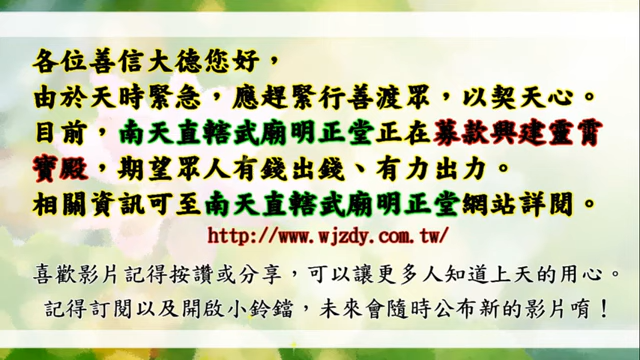 各位善信大德您好，
由於天時緊急，應趕緊行善渡眾，以契天心。
目前，南天直轄武廟明正堂正在募款興建靈霄
寶殿，期望眾人有錢出錢、有力出力。
相關資訊可至南天直轄武廟明正堂網站詳閱。
http://www.wjzdy.com.tw/
喜歡影片記得按讚或分享，可以讓更多人知道上天的用心。
記得訂閱以及開啟小鈴鐺，未來會隨時公布新的影片唷！